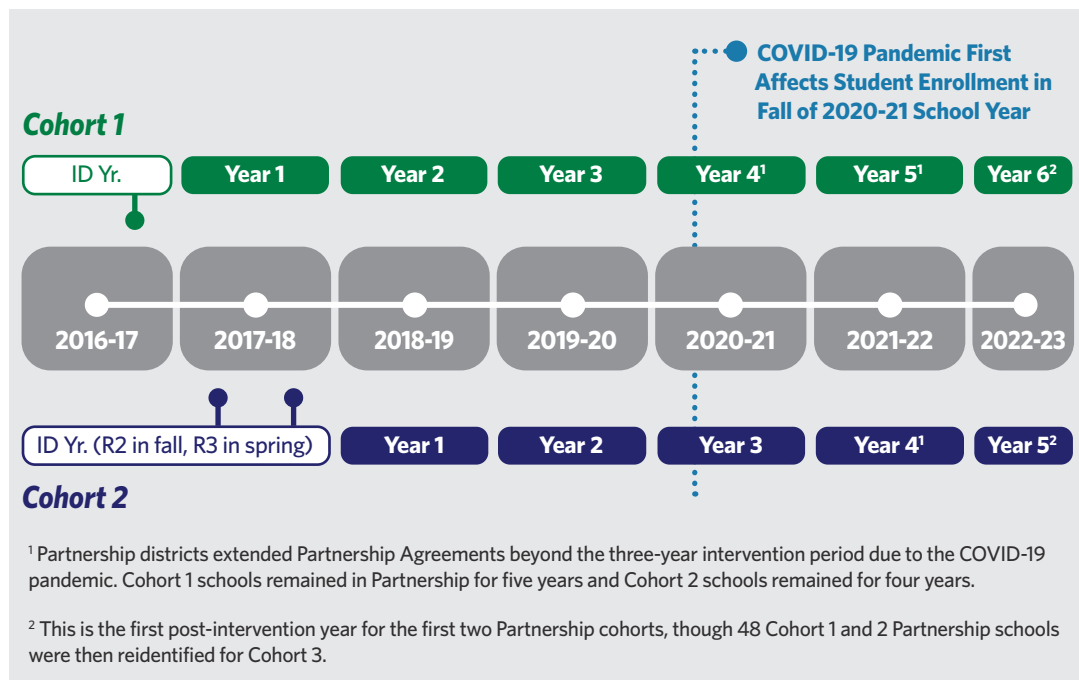 COVID-19 Pandemic First
Affects Student Enrollment in
Fall of 2020-21 School Year
Cohort 1
ID Yr.
Year 1
Year 2
Year 3
Year 4¹
Year 5¹
Year 6²
2016-17
2017-18
2018-19
2019-20
2020-21
2021-22
2022-23
ID Yr. (R2 in fall, R3 in spring)
Year 1
Year 2
Year 3
Year 4¹
Year 5²
Cohort 2
¹ Partnership districts extended Partnership Agreements beyond the three-year intervention period due to the COVID-19
pandemic. Cohort 1 schools remained in Partnership for five years and Cohort 2 schools remained for four years.
² This is the first post-intervention year for the first two Partnership cohorts, though 48 Cohort 1 and 2 Partnership schools
were then reidentified for Cohort 3.